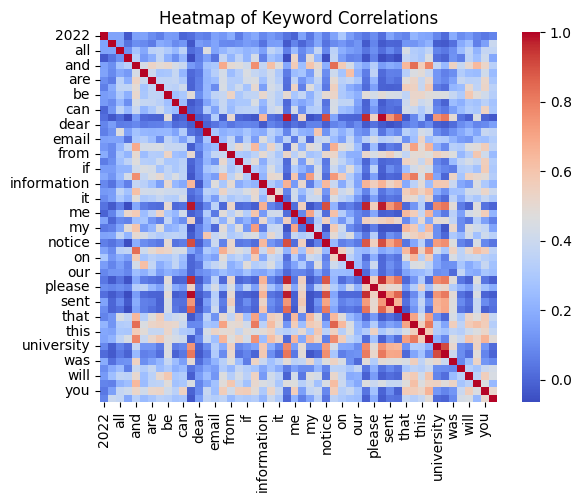 Heatmap of Keyword Correlations
2022
all
and
are
be
can
dear
email
from
if
information
it
me
my
notice
on
our
please
sent
that
this
university
was
will
you
1.0
0.8
0.6
0.4
0.2
0.0
2022
all
and
are
be
can
dear
email
from
if
information
it
me
my
notice
on
our
please
sent
that
this
university
was
will
you